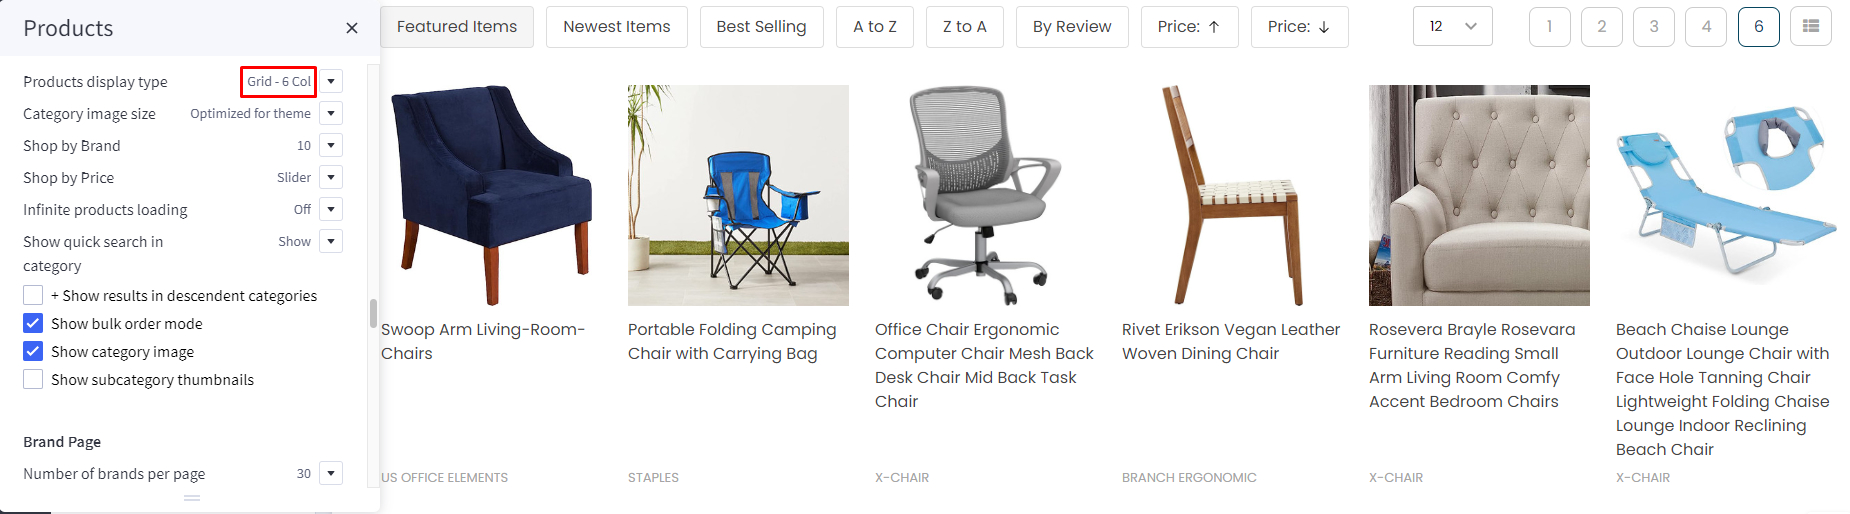 Products
Products display type
Grid - 6 Col
Category image size
Optimized for theme
Shop by Brand
10
Shop by Price
Slider
Infinite products loading
Off
Show quick search in
category
Show
+ Show results in descendent categories
Show bulk order mode
Show category image
Show subcategory thumbnails
Brand Page
Number of brands per page
30
Featured Items
Newest Items
Best Selling
A to Z
Z to A
By Review
Price: ↑
Price: ↓
12
1
2
3
4
6
Swoop Arm Living-Room-
Chairs
US OFFICE ELEMENTS
Portable Folding Camping
Chair with Carrying Bag
STAPLES
Office Chair Ergonomic
Computer Chair Mesh Back
Desk Chair Mid Back Task
Chair
X-CHAIR
Rivet Erikson Vegan Leather
Woven Dining Chair
BRANCH ERGONOMIC
Rosevera Brayle Rosevara
Furniture Reading Small
Arm Living Room Comfy
Accent Bedroom Chairs
X-CHAIR
Beach Chaise Lounge
Outdoor Lounge Chair with
Face Hole Tanning Chair
Lightweight Folding Chaise
Lounge Indoor Reclining
Beach Chair
X-CHAIR